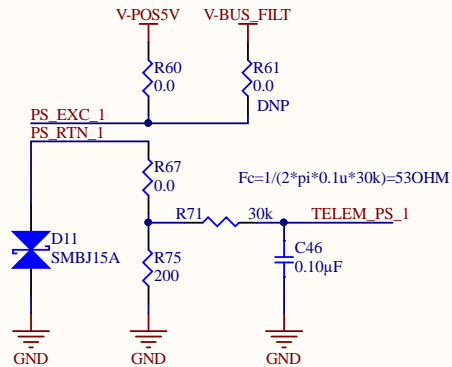 V-POS5V
V-BUS_FILT
R60
0.0
R61
0.0
DNP
PS_EXC_1
PS_RTN_1
R67
0.0
Fc=1/(2*pi*0.1u*30k)=53OHM
R71
30k
TELEM_PS_1
D11
SMBJ15A
R75
200
C46
0.10µF
GND
GND
GND